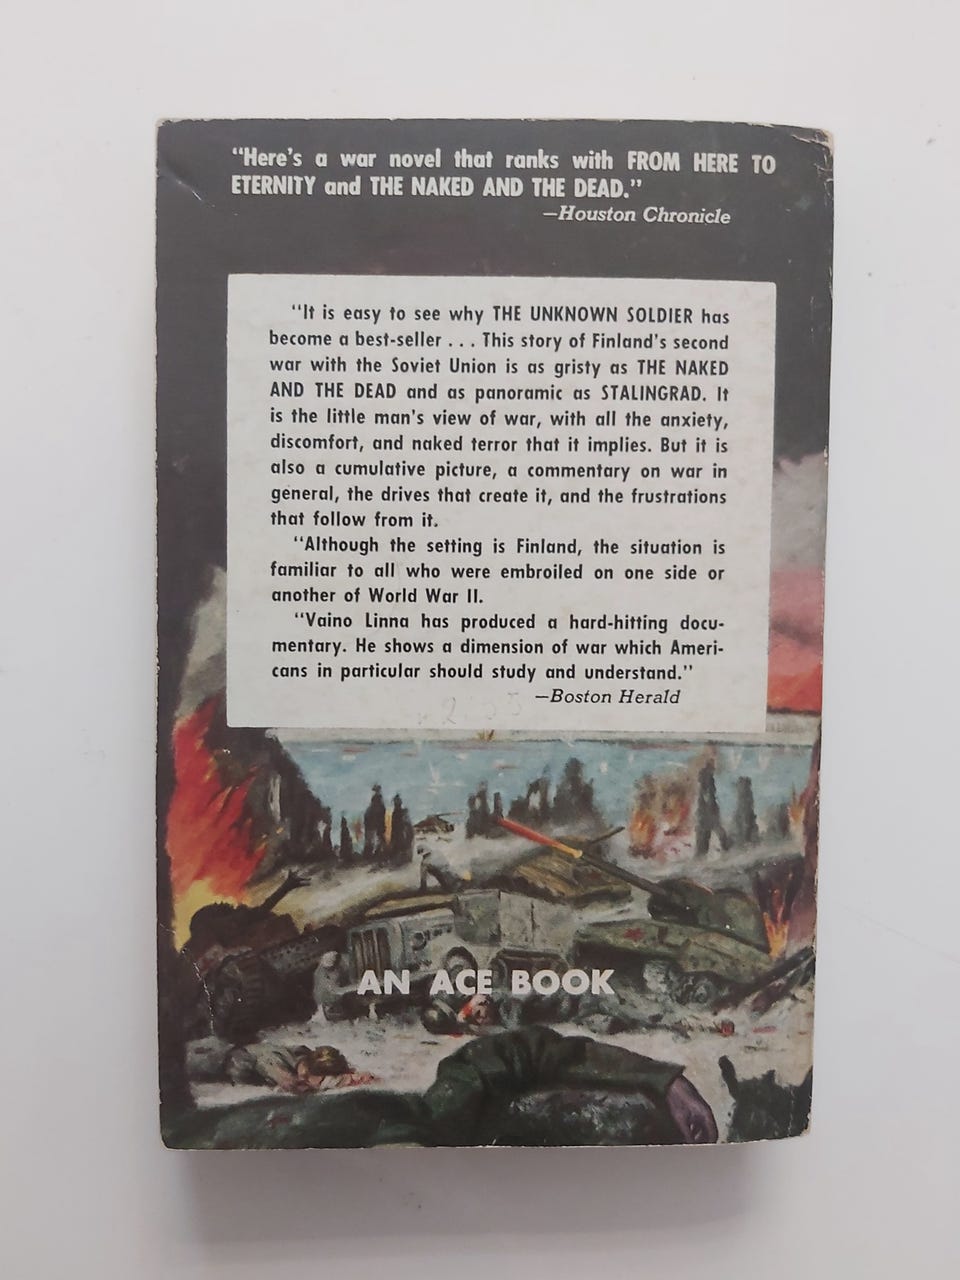 "Here's a war novel that ranks with FROM HERE TO
ETERNITY and THE NAKED AND THE DEAD."
—Houston Chronicle
"It is easy to see why THE UNKNOWN SOLDIER has
become a best-seller . . . This story of Finland's second
war with the Soviet Union is as gristy as THE NAKED
AND THE DEAD and as panoramic as STALINGRAD. It
is the little man's view of war, with all the anxiety,
discomfort, and naked terror that it implies. But it is
also a cumulative picture, a commentary on war in
general, the drives that create it, and the frustrations
that follow from it.
"Although the setting is Finland, the situation is
familiar to all who were embroiled on one side or
another of World War II.
"Vaino Linna has produced a hard-hitting docu-
mentary. He shows a dimension of war which Ameri-
cans in particular should study and understand."
—Boston Herald
AN ACE BOOK